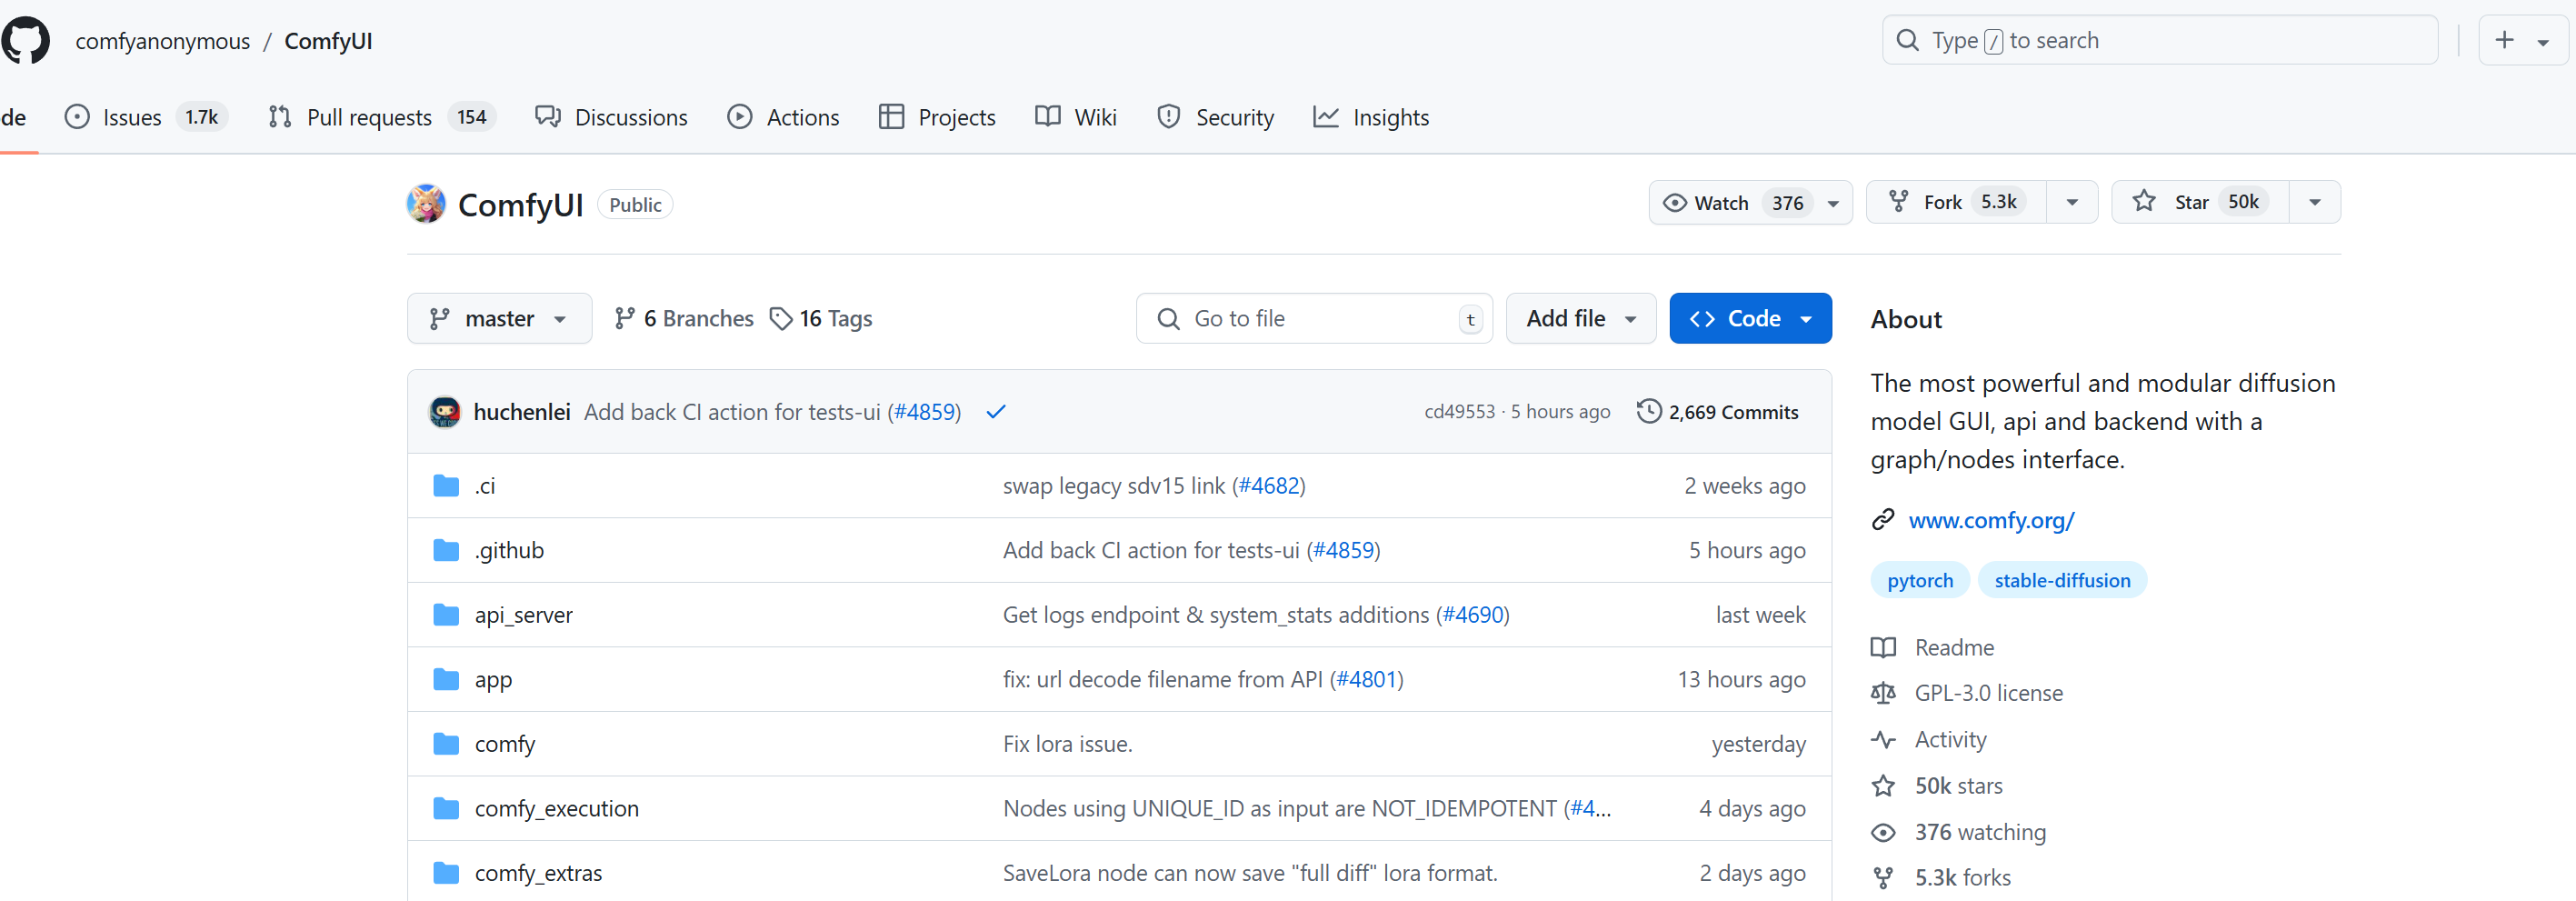 comfyanonymous / ComfyUI
Type / to search
de
Issues 1.7k
Pull requests 154
Discussions
Actions
Projects
Wiki
Security
Insights
ComfyUI Public
Watch 376
Fork 5.3k
Star 50k
master
6 Branches
16 Tags
Go to file t
Add file
Code
huchenlei Add back CI action for tests-ui (#4859) cd49553 · 5 hours ago 2,669 Commits
.ci swap legacy sdv15 link (#4682) 2 weeks ago
.github Add back CI action for tests-ui (#4859) 5 hours ago
api_server Get logs endpoint & system_stats additions (#4690) last week
app fix: url decode filename from API (#4801) 13 hours ago
comfy Fix lora issue. yesterday
comfy_execution Nodes using UNIQUE_ID as input are NOT_IDEMPOTENT (#4... 4 days ago
comfy_extras SaveLora node can now save "full diff" lora format. 2 days ago
About
The most powerful and modular diffusion
model GUI, api and backend with a
graph/nodes interface.
www.comfy.org/
pytorch stable-diffusion
Readme
GPL-3.0 license
Activity
50k stars
376 watching
5.3k forks